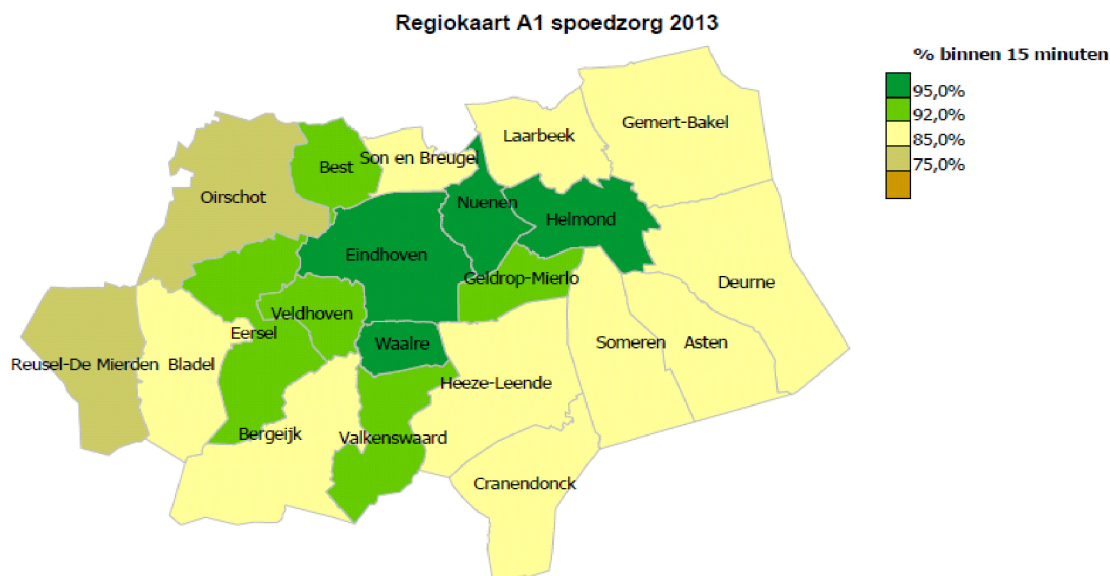 Regiokaart A1 spoedzorg 2013
% binnen 15 minuten
95,0%
92,0%
85,0%
75,0%
Gemert-Bakel
Laarbeek
Son en Breugel
Best
Oirschot
Nuenen
Helmond
Eindhoven
Geldrop-Mierlo
Deurne
Veldhoven
Eersel
Waalre
Someren
Asten
Reusel-De Mierden
Bladel
Heeze-Leende
Bergeijk
Valkenswaard
Cranendonck